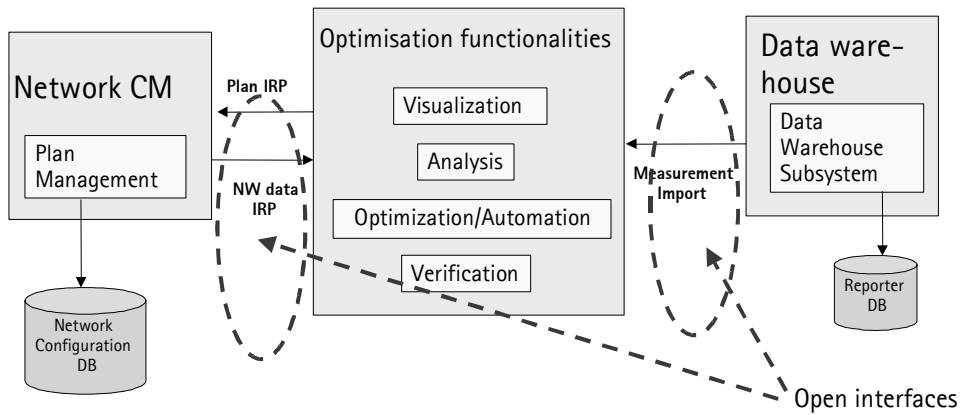 Network CM
Plan
Management
Network
Configuration
DB
Plan IRP
NW data
IRP
Optimisation functionalities
Visualization
Analysis
Optimization/Automation
Verification
Measurement
Import
Data ware-
house
Data
Warehouse
Subsystem
Reporter
DB
Open interfaces